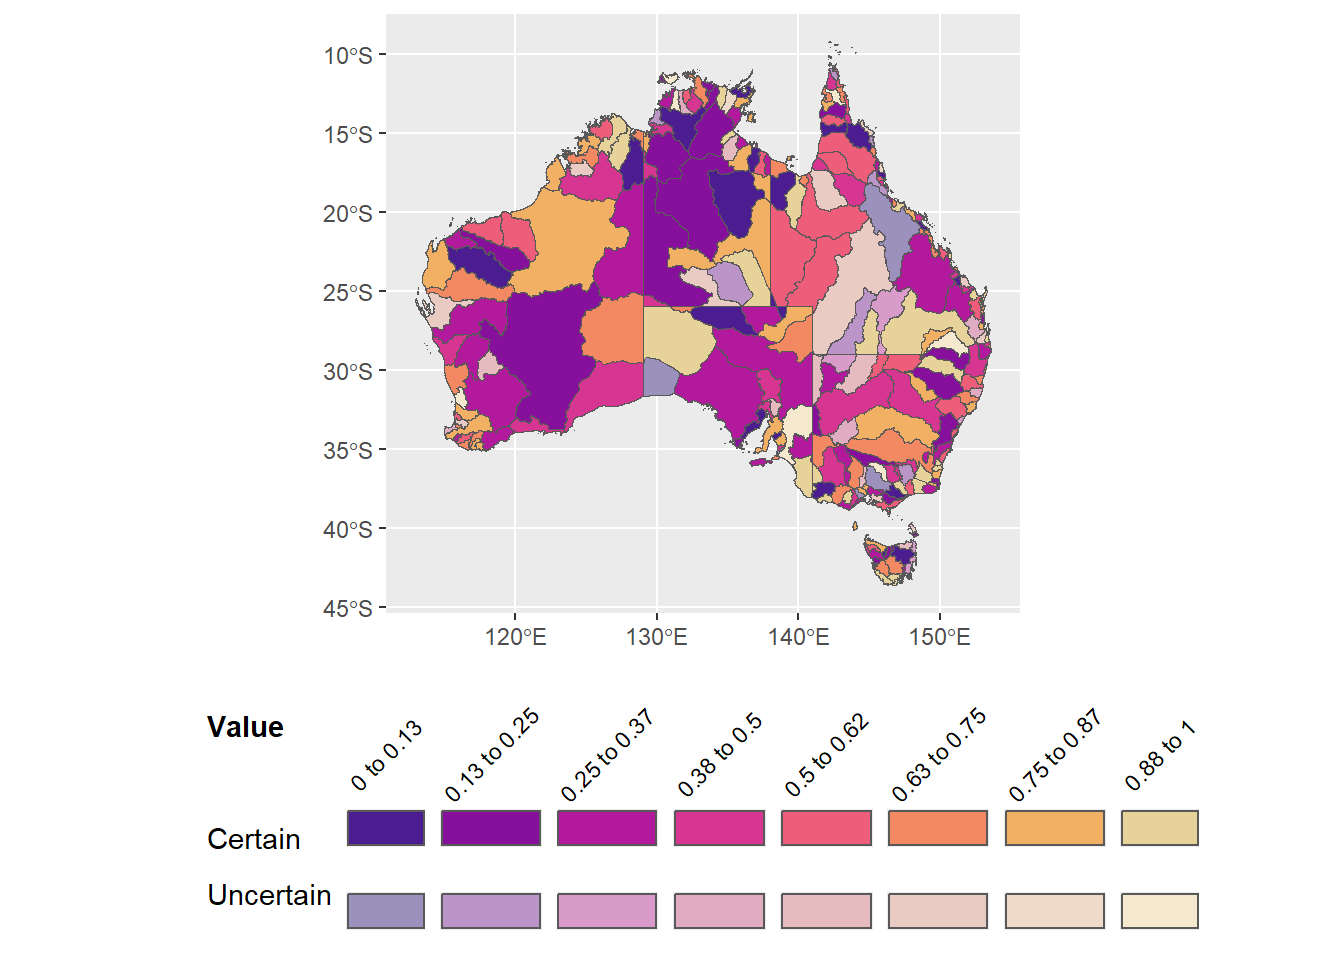 10°S
15°S
20°S
25°S
30°S
35°S
40°S
45°S
120°E 130°E 140°E 150°E
Value
0 to 0.13
0.13 to 0.25
0.25 to 0.37
0.38 to 0.5
0.5 to 0.62
0.63 to 0.75
0.75 to 0.87
0.88 to 1
Certain
Uncertain